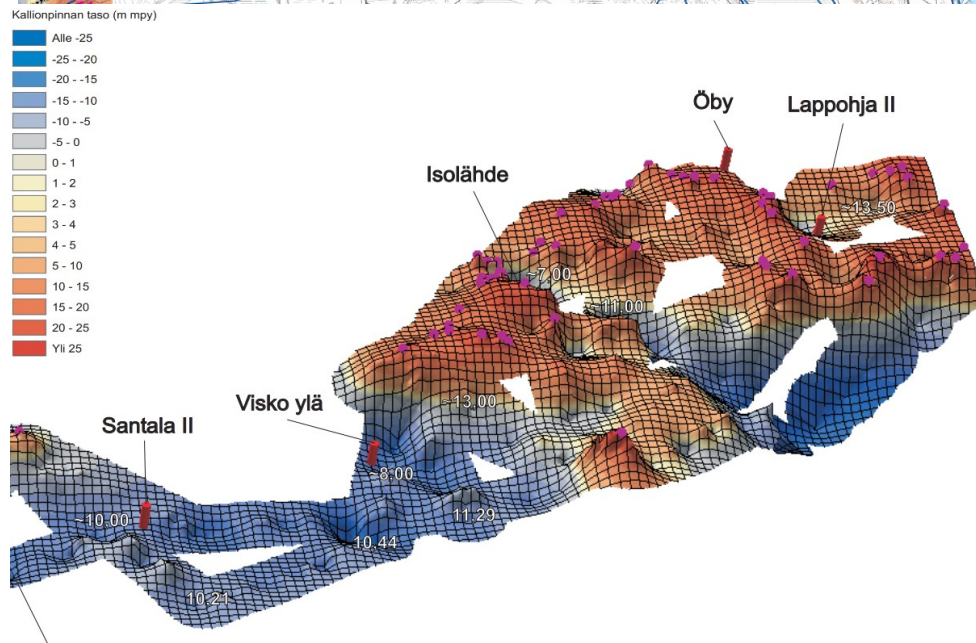 Kallionpinnan taso (m mpy)
Alle -25
-25 - -20
-20 - -15
-15 - -10
-10 - -5
-5 - 0
0 - 1
1 - 2
2 - 3
3 - 4
4 - 5
5 - 10
10 - 15
15 - 20
20 - 25
Yli 25
Öby
Lappohja II
Isolähde
~13,50
~7,00
~11,00
Visko ylä
~13,00
Santala II
~8,00
~10,00
11,29
10,44
10,21